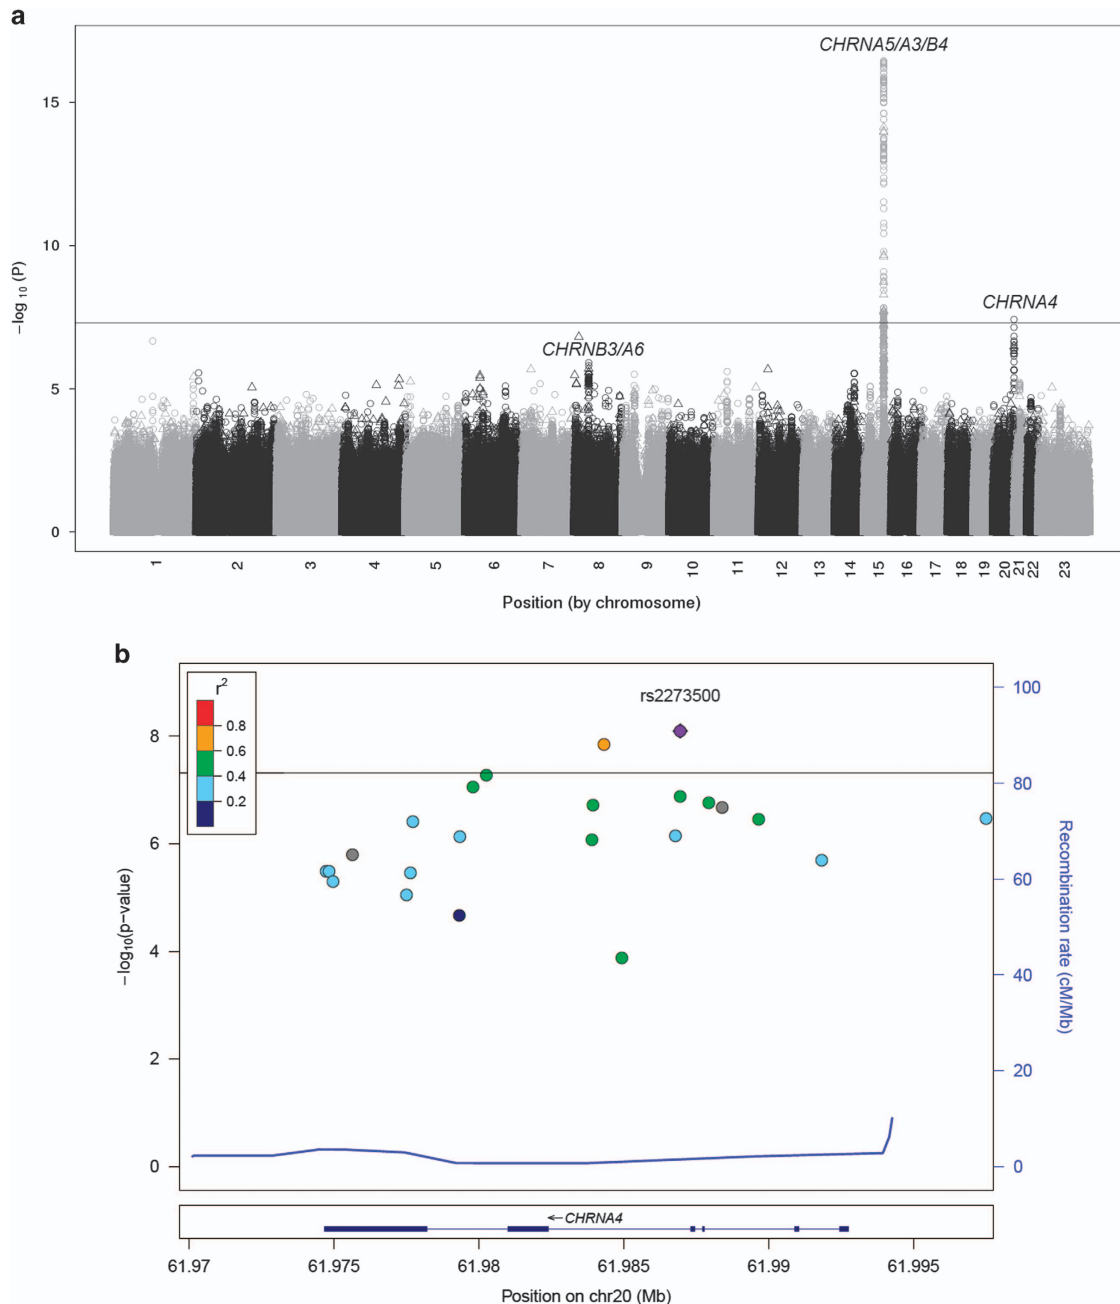 a
CHRNA5/A3/B4
CHRNA4
CHRNB3/A6
15
10
5
0
−log 10 (P)
1 2 3 4 5 6 7 8 9 10 11 12 13 14 15 16 17 18 19 20 21 22 23
Position (by chromosome)
b
r2
0.8
0.6
0.4
0.2
rs2273500
8
6
4
2
0
−log10(p−value)
100
80
60
40
20
0
Recombination rate (cM/Mb)
←CHRNA4
61.97 61.975 61.98 61.985 61.99 61.995
Position on chr20 (Mb)